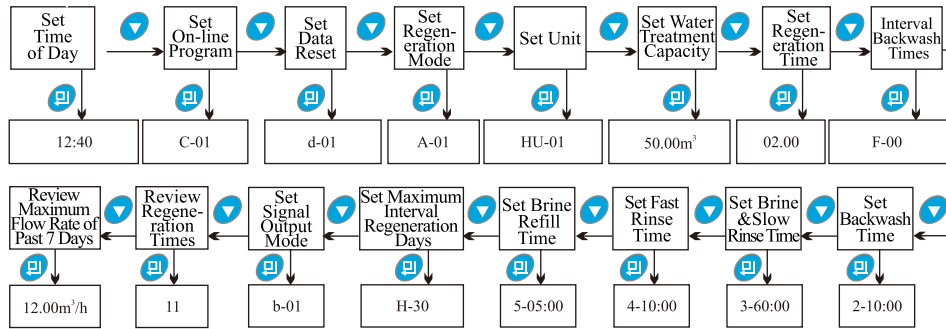 Set
Time
of Day
Set
On-line
Program
Set
Data
Reset
Set
Regen-
eration
Mode
Set Unit
Set Water
Treatment
Capacity
Set
Regen-
eration
Time
Interval
Backwash
Times
12:40
C-01
d-01
A-01
HU-01
50.00m³
02.00
F-00
Review
Maximum
Flow Rate of
Past 7 Days
Review
Regene-
ration
Times
Set
Signal
Output
Mode
Set Maximum
Interval
Regeneration
Days
Set Brine
Refill
Time
Set Fast
Rinse
Time
Set Brine
&Slow
Rinse Time
Set
Backwash
Time
12.00m³/h
11
b-01
H-30
5-05:00
4-10:00
3-60:00
2-10:00